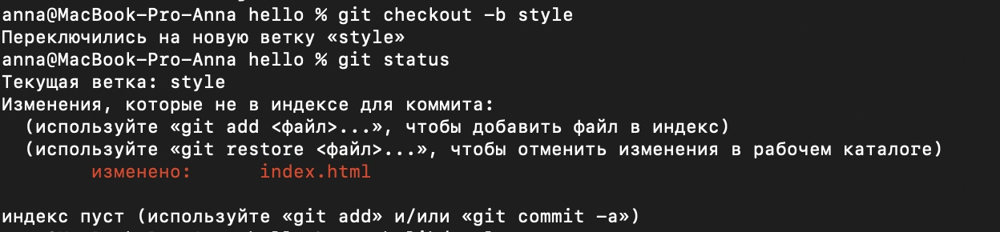 anna@MacBook-Pro-Anna hello % git checkout -b style
Переключились на новую ветку «style»
anna@MacBook-Pro-Anna hello % git status
Текущая ветка: style
Изменения, которые не в индексе для коммита:
(используйте «git add <файл>...», чтобы добавить файл в индекс)
(используйте «git restore <файл>...», чтобы отменить изменения в рабочем каталоге)
изменено: index.html
индекс пуст (используйте «git add» и/или «git commit -a»)